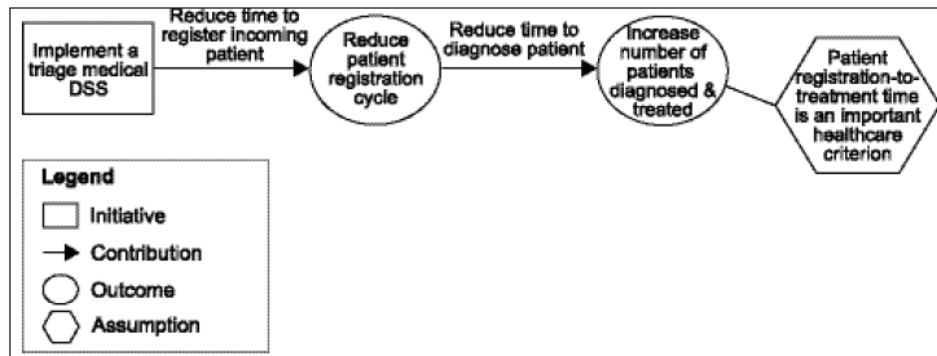 Implement a
triage medical
DSS
Reduce time to
register incoming
patient
Reduce
patient
registration
cycle
Reduce time to
diagnose patient
Increase
number of
patients
diagnosed &
treated
Patient
registration-to-
treatment time
is an important
healthcare
criterion
Legend
Initiative
Contribution
Outcome
Assumption